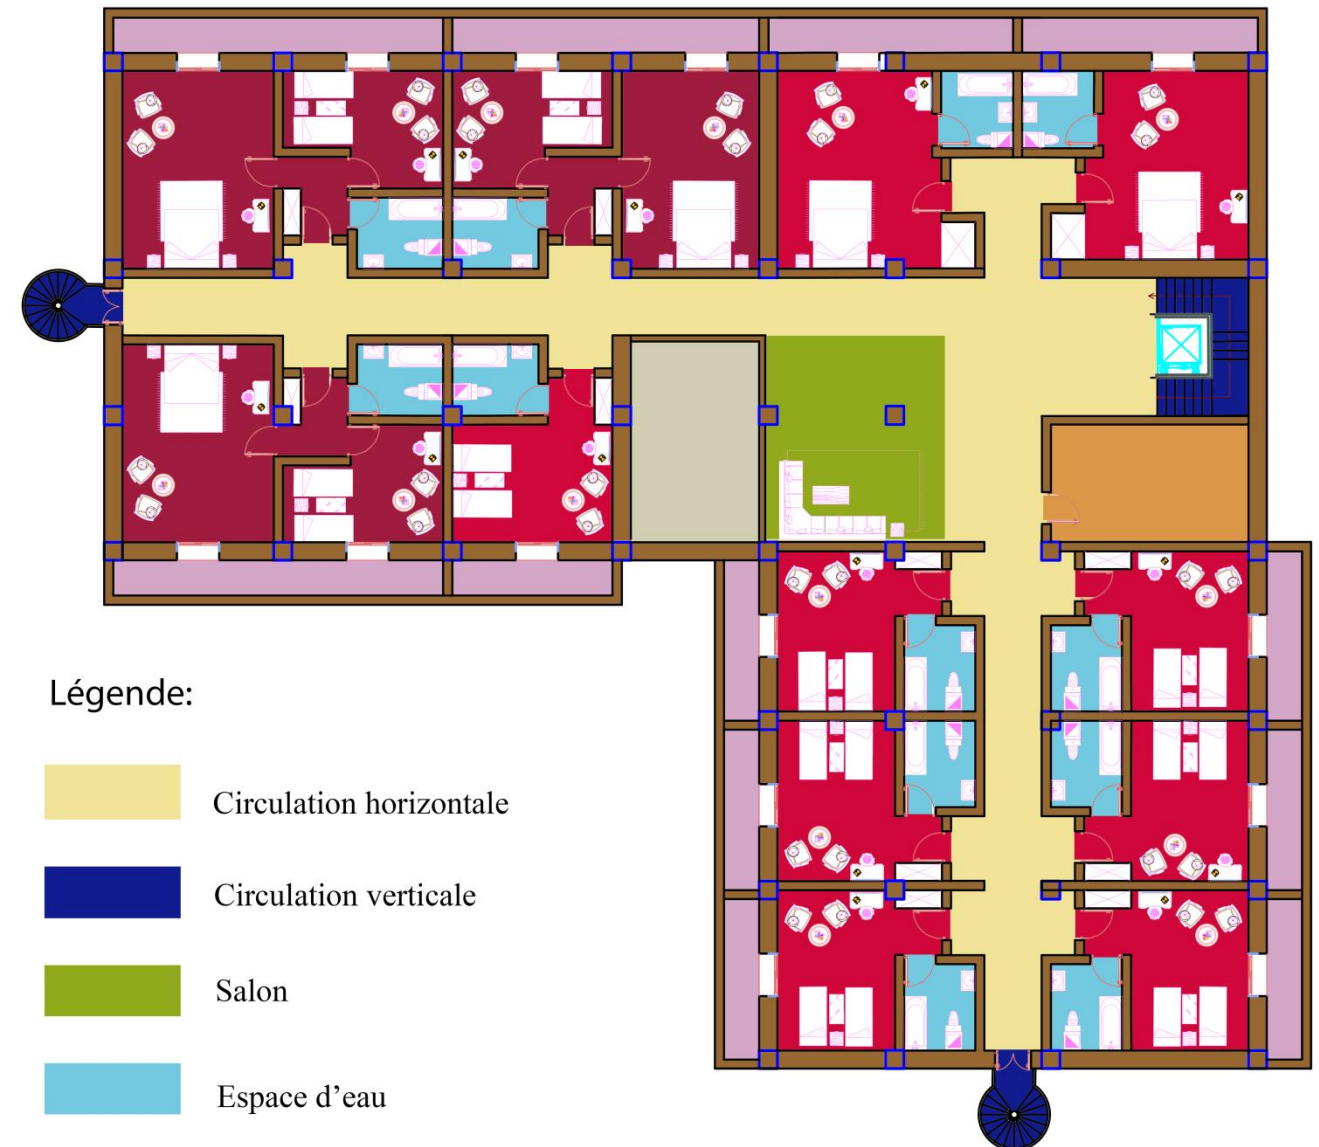 Légende:
Circulation horizontale
Circulation verticale
Salon
Espace d’eau